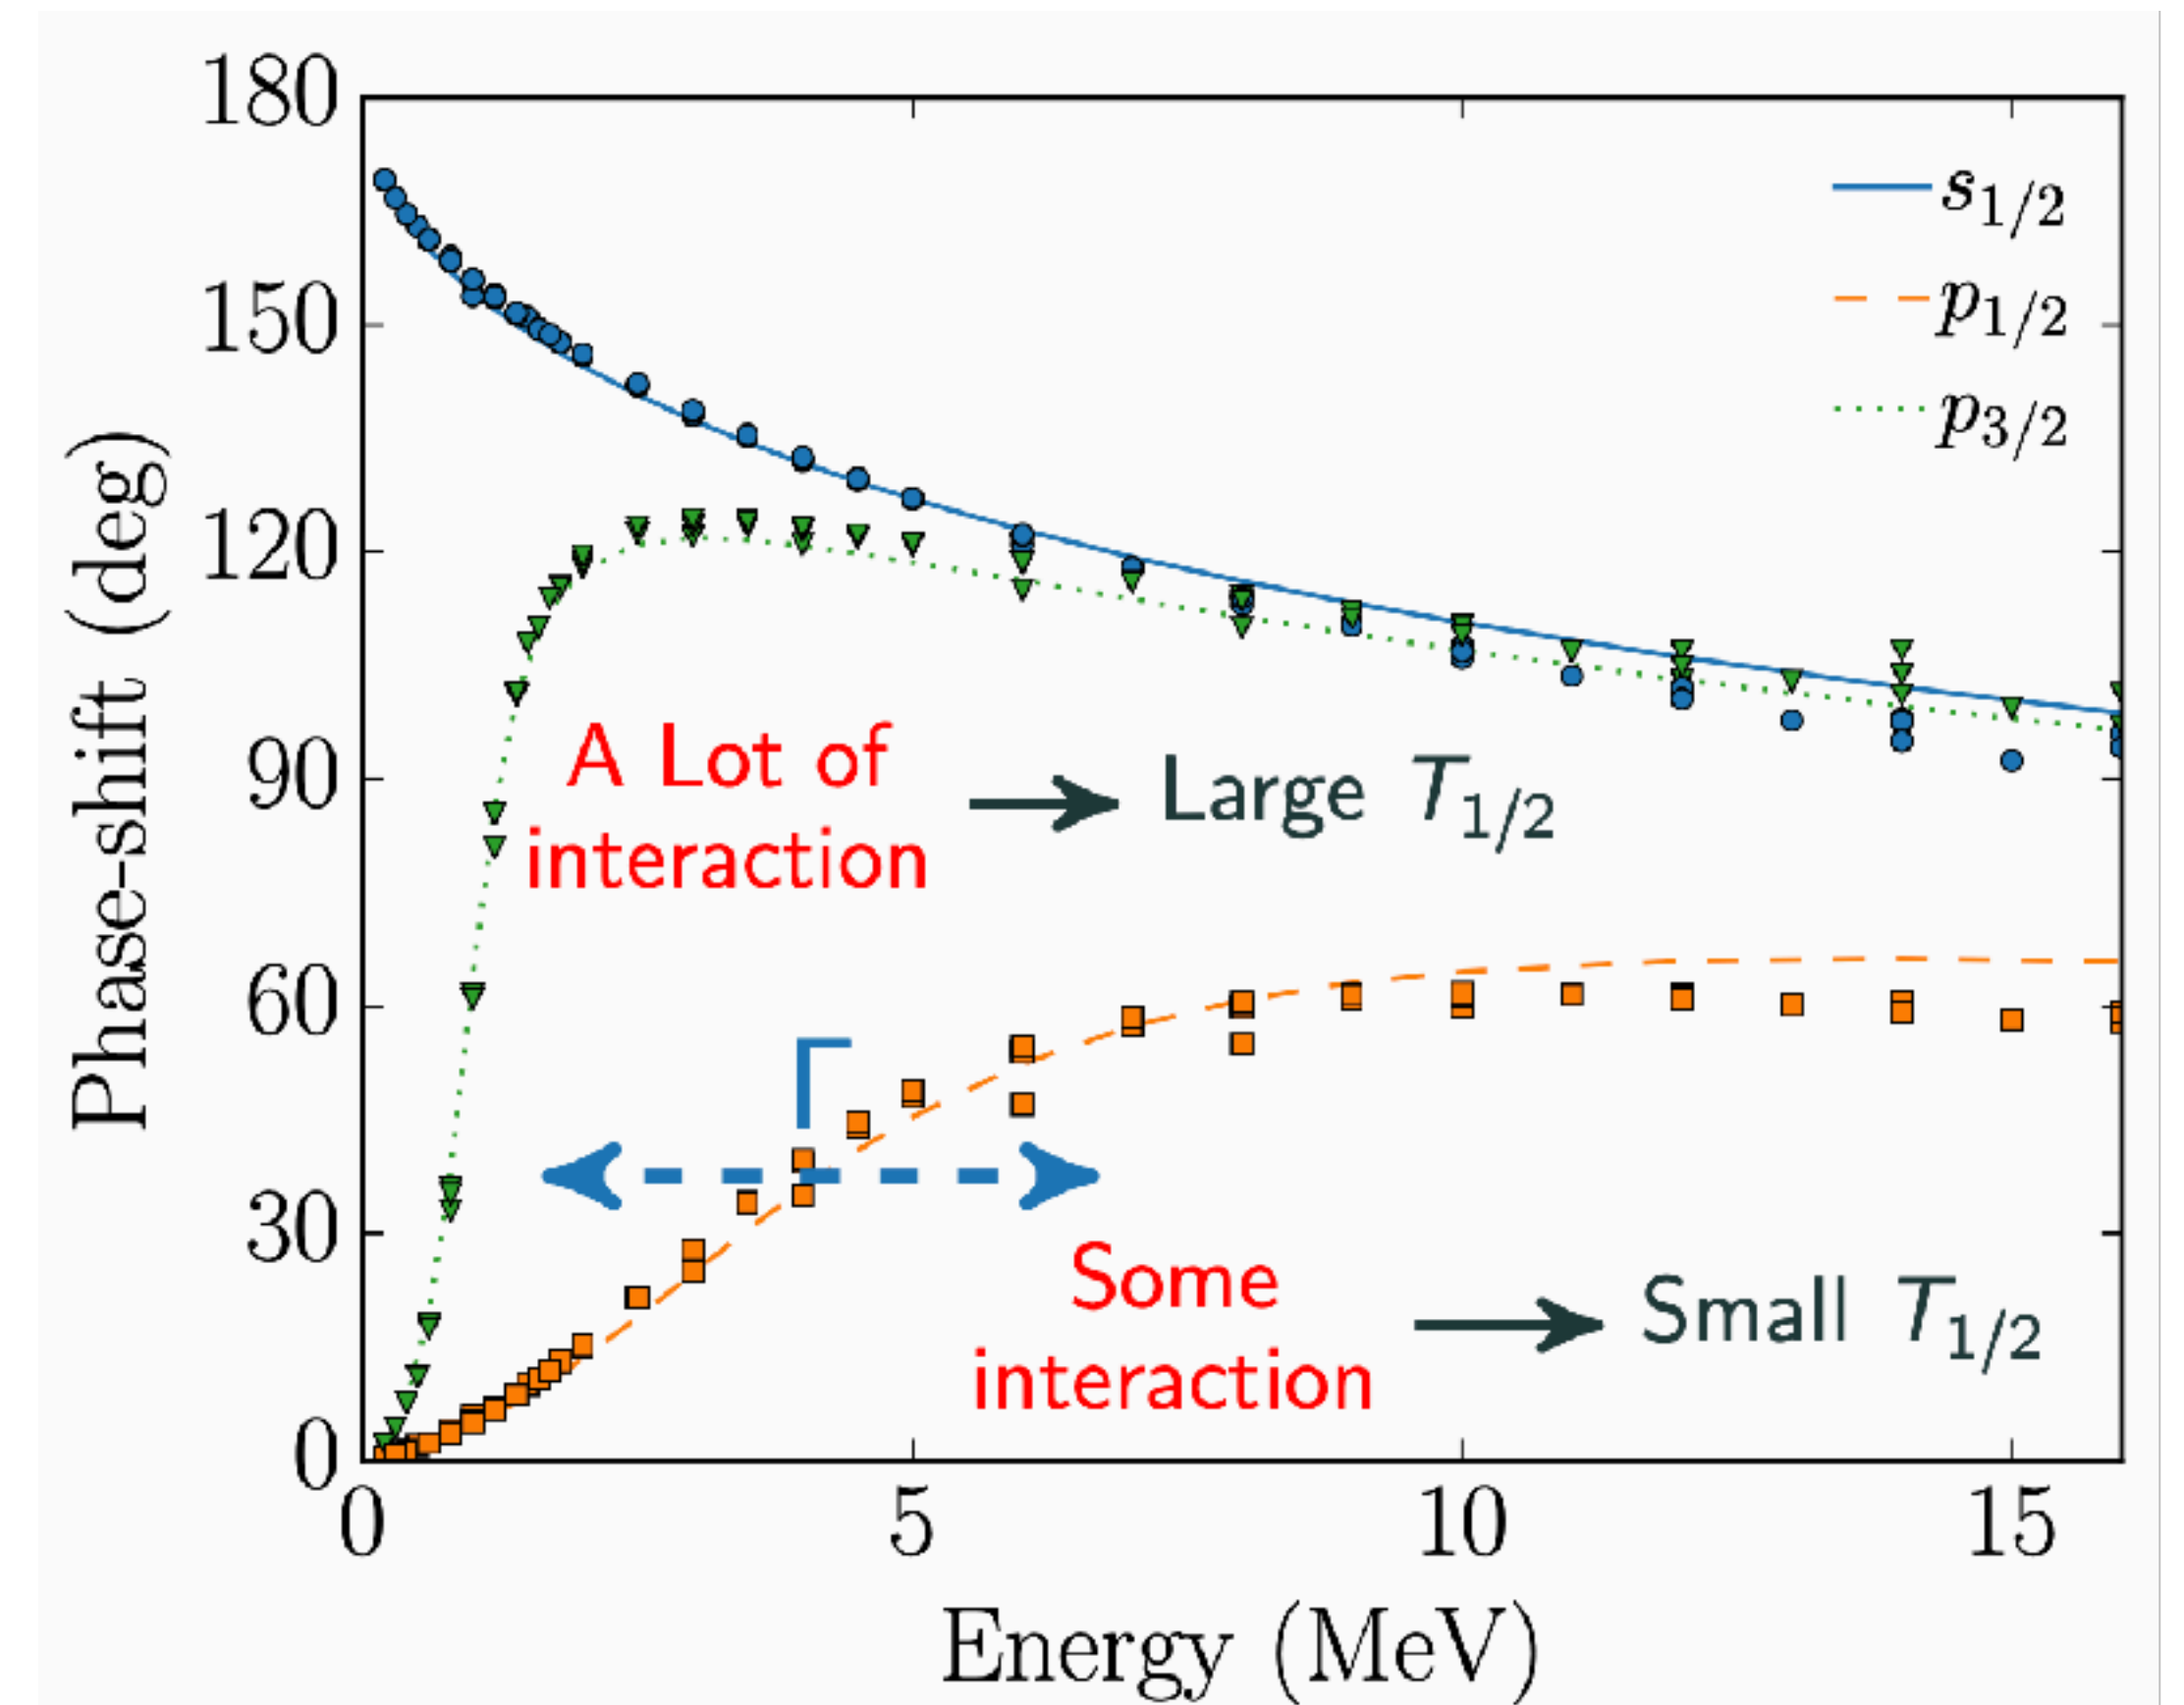 180
150
120
90
60
30
0
Phase-shift (deg)
s1/2
p1/2
p3/2
A Lot of
interaction
Large T1/2
Γ
Some
interaction
Small T1/2
0 5 10 15
Energy (MeV)